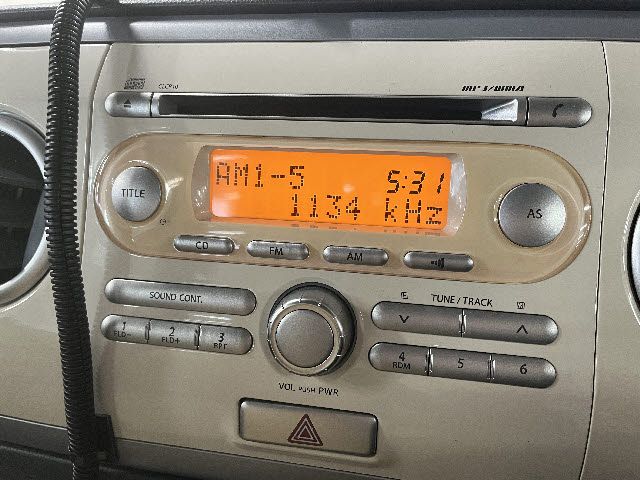 MP3/WMA
TITLE
AM1-5 5:31
1134 kHz
AS
CD
FM
AM
SOUND CONT.
TUNE/TRACK
1
FLD-
2
FLD+
3
RPT
4
RDM
5
6
VOL PUSH PWR